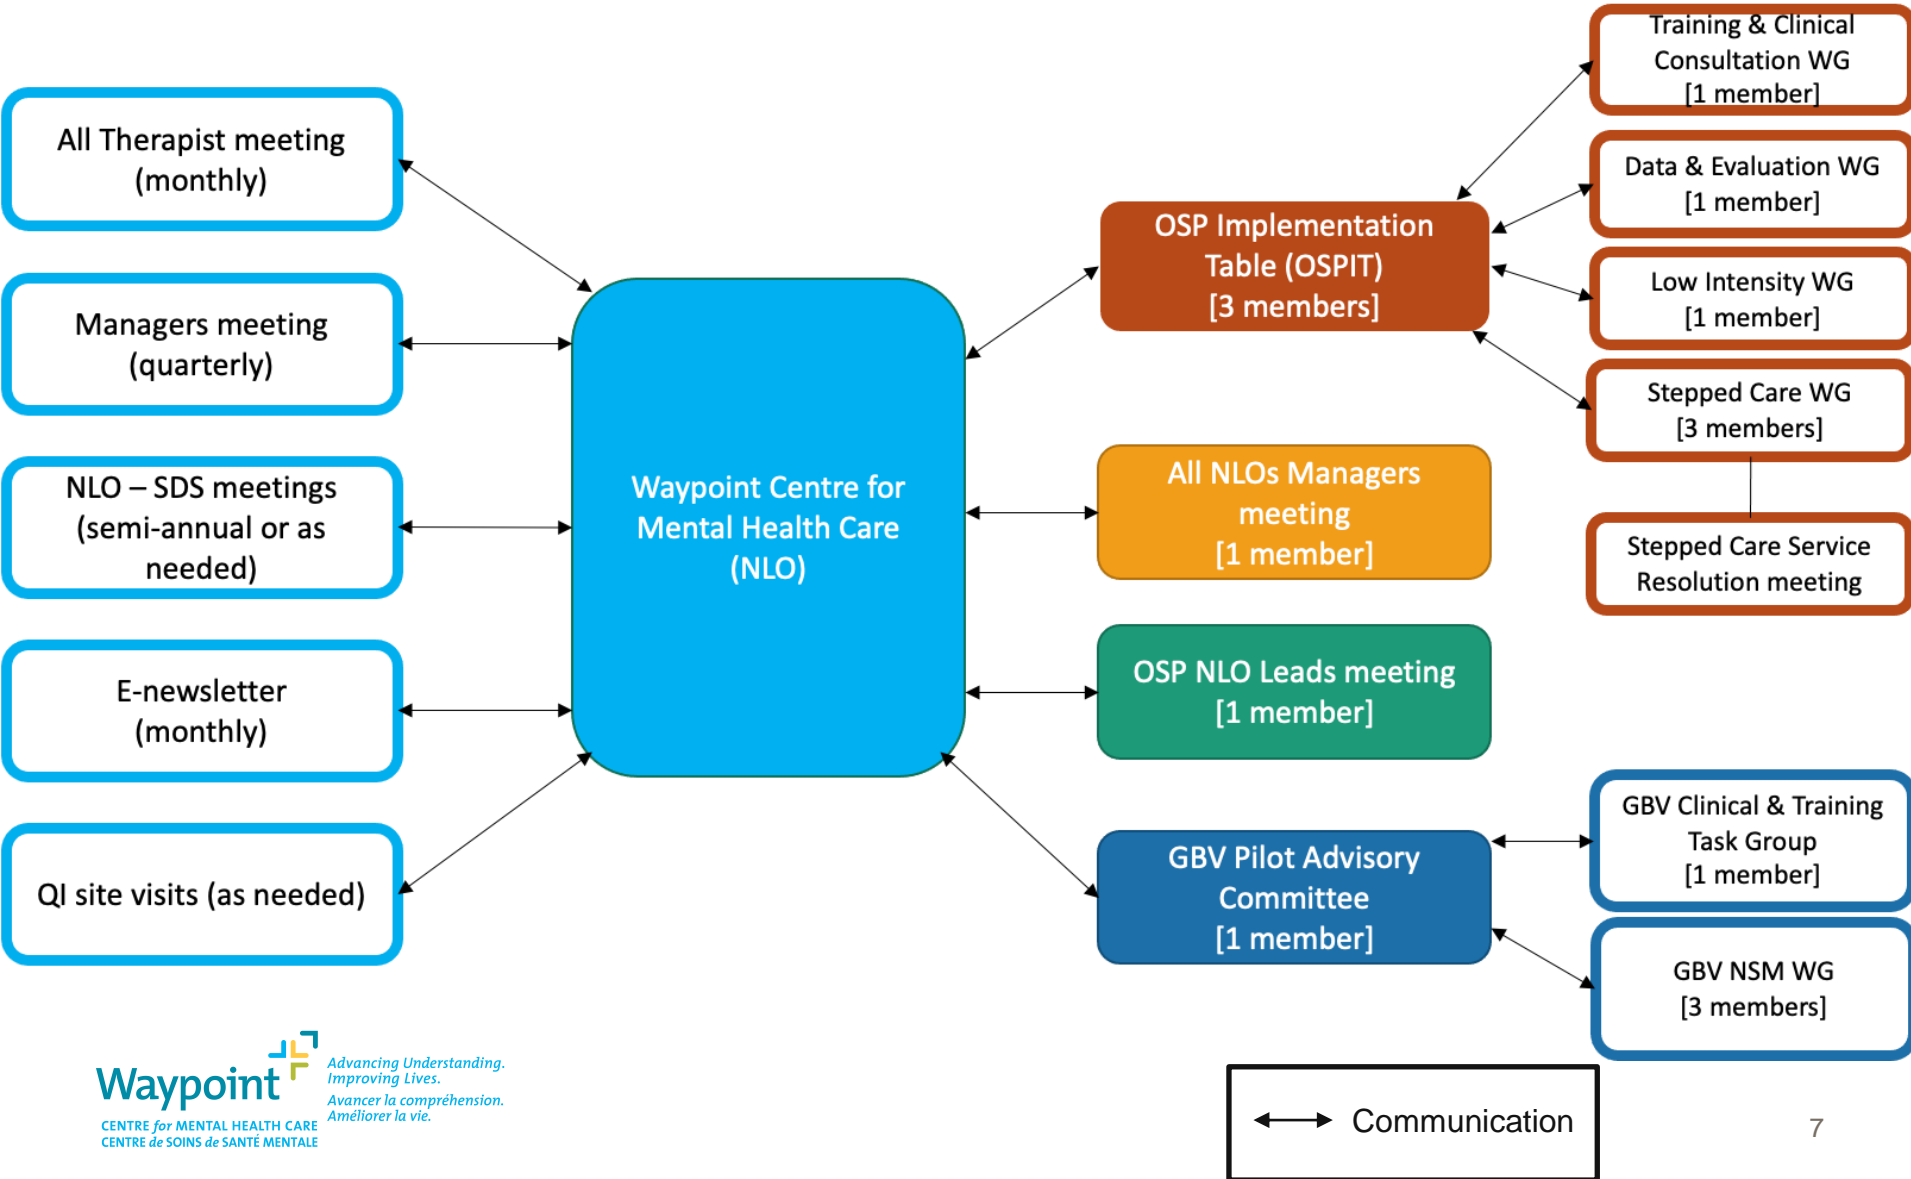 All Therapist meeting
(monthly)
Managers meeting
(quarterly)
NLO – SDS meetings
(semi-annual or as
needed)
E-newsletter
(monthly)
QI site visits (as needed)
Waypoint Centre for
Mental Health Care
(NLO)
OSP Implementation
Table (OSPIT)
[3 members]
All NLOs Managers
meeting
[1 member]
OSP NLO Leads meeting
[1 member]
GBV Pilot Advisory
Committee
[1 member]
Training & Clinical
Consultation WG
[1 member]
Data & Evaluation WG
[1 member]
Low Intensity WG
[1 member]
Stepped Care WG
[3 members]
Stepped Care Service
Resolution meeting
GBV Clinical & Training
Task Group
[1 member]
GBV NSM WG
[3 members]
Waypoint
CENTRE for MENTAL HEALTH CARE
CENTRE de SOINS de SANTÉ MENTALE
Advancing Understanding.
Improving Lives.
Avancer la compréhension.
Améliorer la vie.
Communication
7